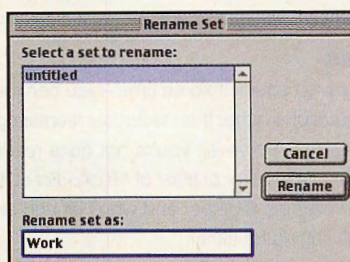 Rename Set
Select a set to rename:
untitled
Cancel
Rename
Rename set as:
Work